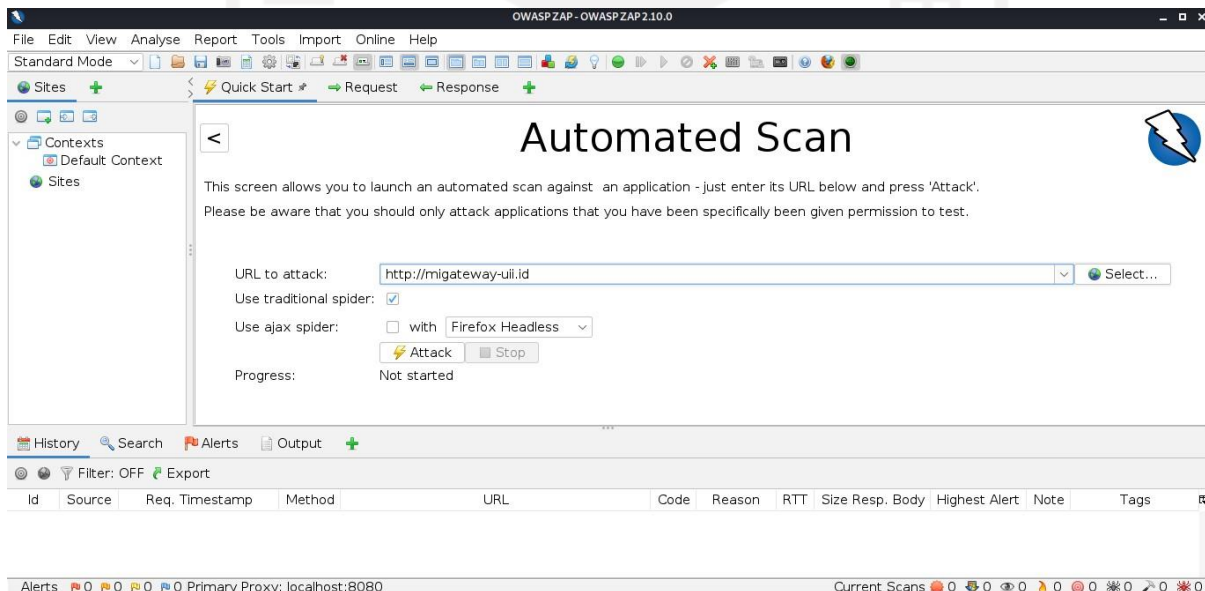 OWASP ZAP - OWASP ZAP 2.10.0
File Edit View Analyse Report Tools Import Online Help
Standard Mode
Sites
Quick Start Request Response
Contexts
Default Context
Sites
<
Automated Scan
This screen allows you to launch an automated scan against an application - just enter its URL below and press 'Attack'.
Please be aware that you should only attack applications that you have been specifically been given permission to test.
URL to attack: http://migateway-uii.id Select...
Use traditional spider:
Use ajax spider: with Firefox Headless
Attack Stop
Progress: Not started
History Search Alerts Output
Filter: OFF Export
Id Source Req. Timestamp Method URL Code Reason RTT Size Resp. Body Highest Alert Note Tags
Alerts 0 0 0 0 Primary Proxy: localhost:8080 Current Scans 0 0 0 0 0 0 0 0